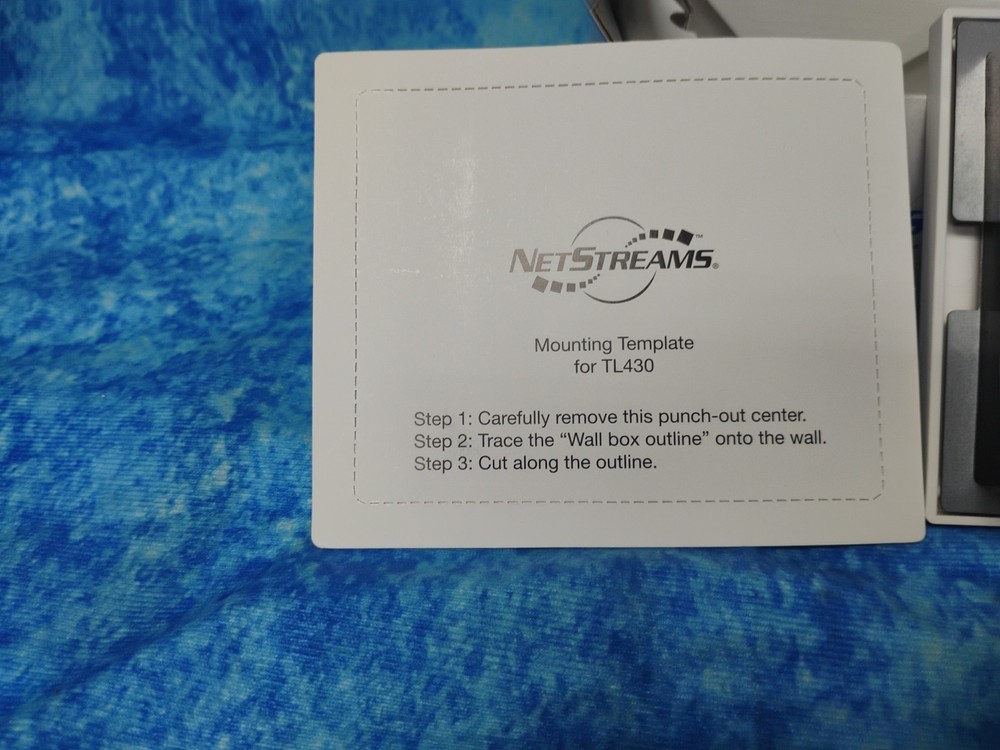 NETSTREAMS®
™
Mounting Template
for TL430
Step 1: Carefully remove this punch-out center.
Step 2: Trace the “Wall box outline” onto the wall.
Step 3: Cut along the outline.